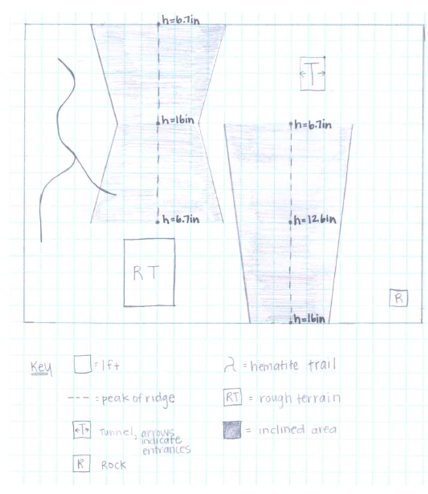 h=6.7in
T
h=16in
h=6.7in
h=6.7in
h=12.61in
RT
R
h=16in
Key
= 1ft
= hematite trail
--- = peak of ridge
RT = rough terrain
T Tunnel, arrows
indicate
entrances
= inclined area
R Rock